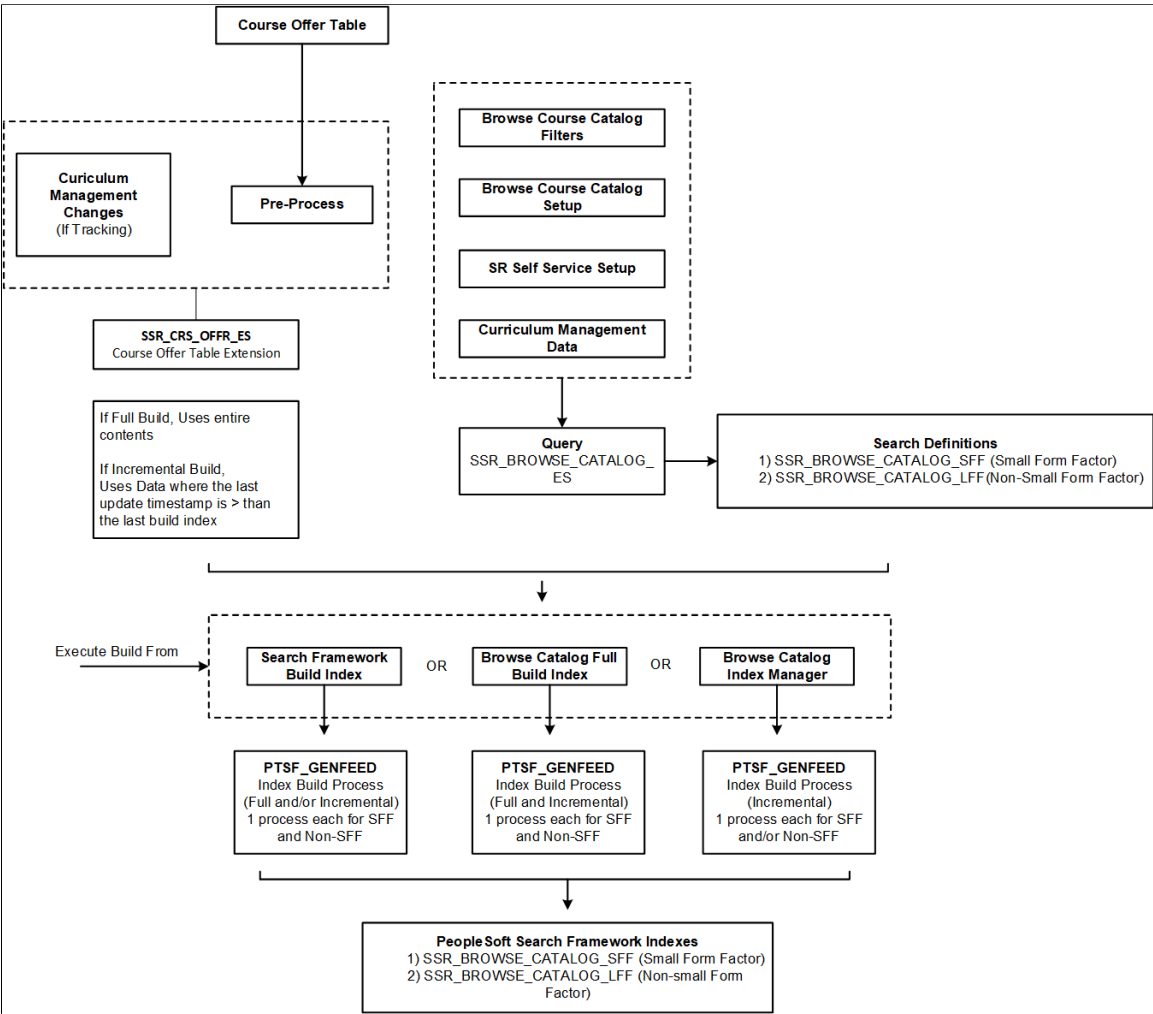 Course Offer Table
Curiculum
Management
Changes
(If Tracking)
Pre-Process
SSR_CRS_OFFR_ES
Course Offer Table Extension
If Full Build, Uses entire
contents
If Incremental Build,
Uses Data where the last
update timestamp is > than
the last build index
Browse Course Catalog
Filters
Browse Course Catalog
Setup
SR Self Service Setup
Curriculum Management
Data
Query
SSR_BROWSE_CATALOG_
ES
Search Definitions
1) SSR_BROWSE_CATALOG_SFF (Small Form Factor)
2) SSR_BROWSE_CATALOG_LFF(Non-Small Form Factor)
Execute Build From
Search Framework
Build Index
OR
Browse Catalog Full
Build Index
OR
Browse Catalog
Index Manager
PTSF_GENFEED
Index Build Process
(Full and/or Incremental)
1 process each for SFF
and Non-SFF
PTSF_GENFEED
Index Build Process
(Full and Incremental)
1 process each for SFF
and Non-SFF
PTSF_GENFEED
Index Build Process
(Incremental)
1 process each for SFF
and/or Non-SFF
PeopleSoft Search Framework Indexes
1) SSR_BROWSE_CATALOG_SFF (Small Form Factor)
2) SSR_BROWSE_CATALOG_LFF (Non-small Form
Factor)